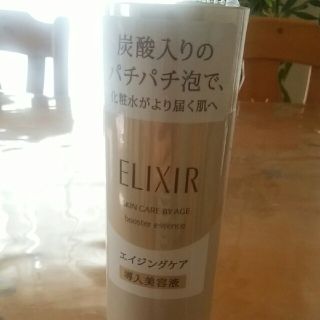 炭酸入りの
パチパチ泡で、
化粧水がより届く肌へ
ELIXIR
SKIN CARE BY AGE
booster essence
エイジングケア
導入美容液